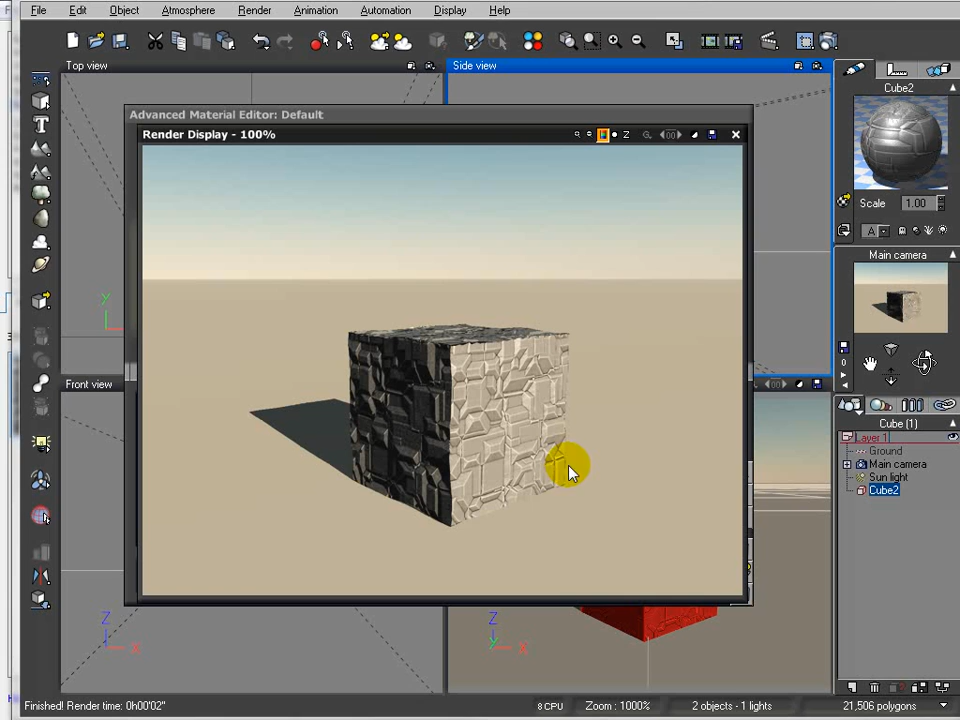 File Edit Object Atmosphere Render Animation Automation Display Help
Top view
Side view
Cube2
Advanced Material Editor: Default
Render Display - 100%
Z
Scale 1.00
A
Main camera
y
0
Front view
Cube (1)
Layer 1
Ground
Main camera
Sun light
Cube2
Z
X
Z
y
X
Finished! Render time: 0h00'02"
8 CPU
Zoom : 1000%
2 objects - 1 lights
21,506 polygons